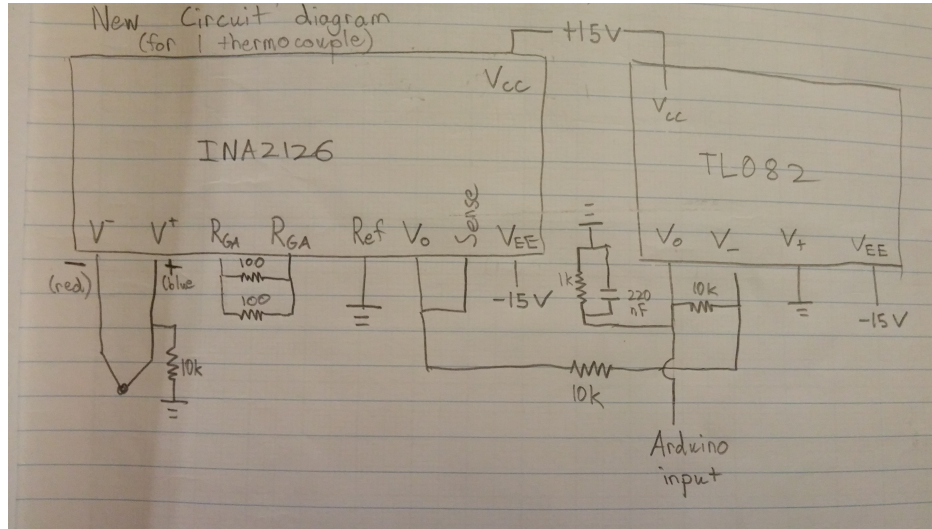 New Circuit diagram
(for 1 thermocouple)
+15V
Vcc
Vcc
INA2126
TL082
V- V+ RGA RGA Ref Vo Sense VEE
Vo V- V+ VEE
- + 100
(red) (blue 100
10k
-15V
1k 220 nF
10k
-15V
10k
Arduino
input